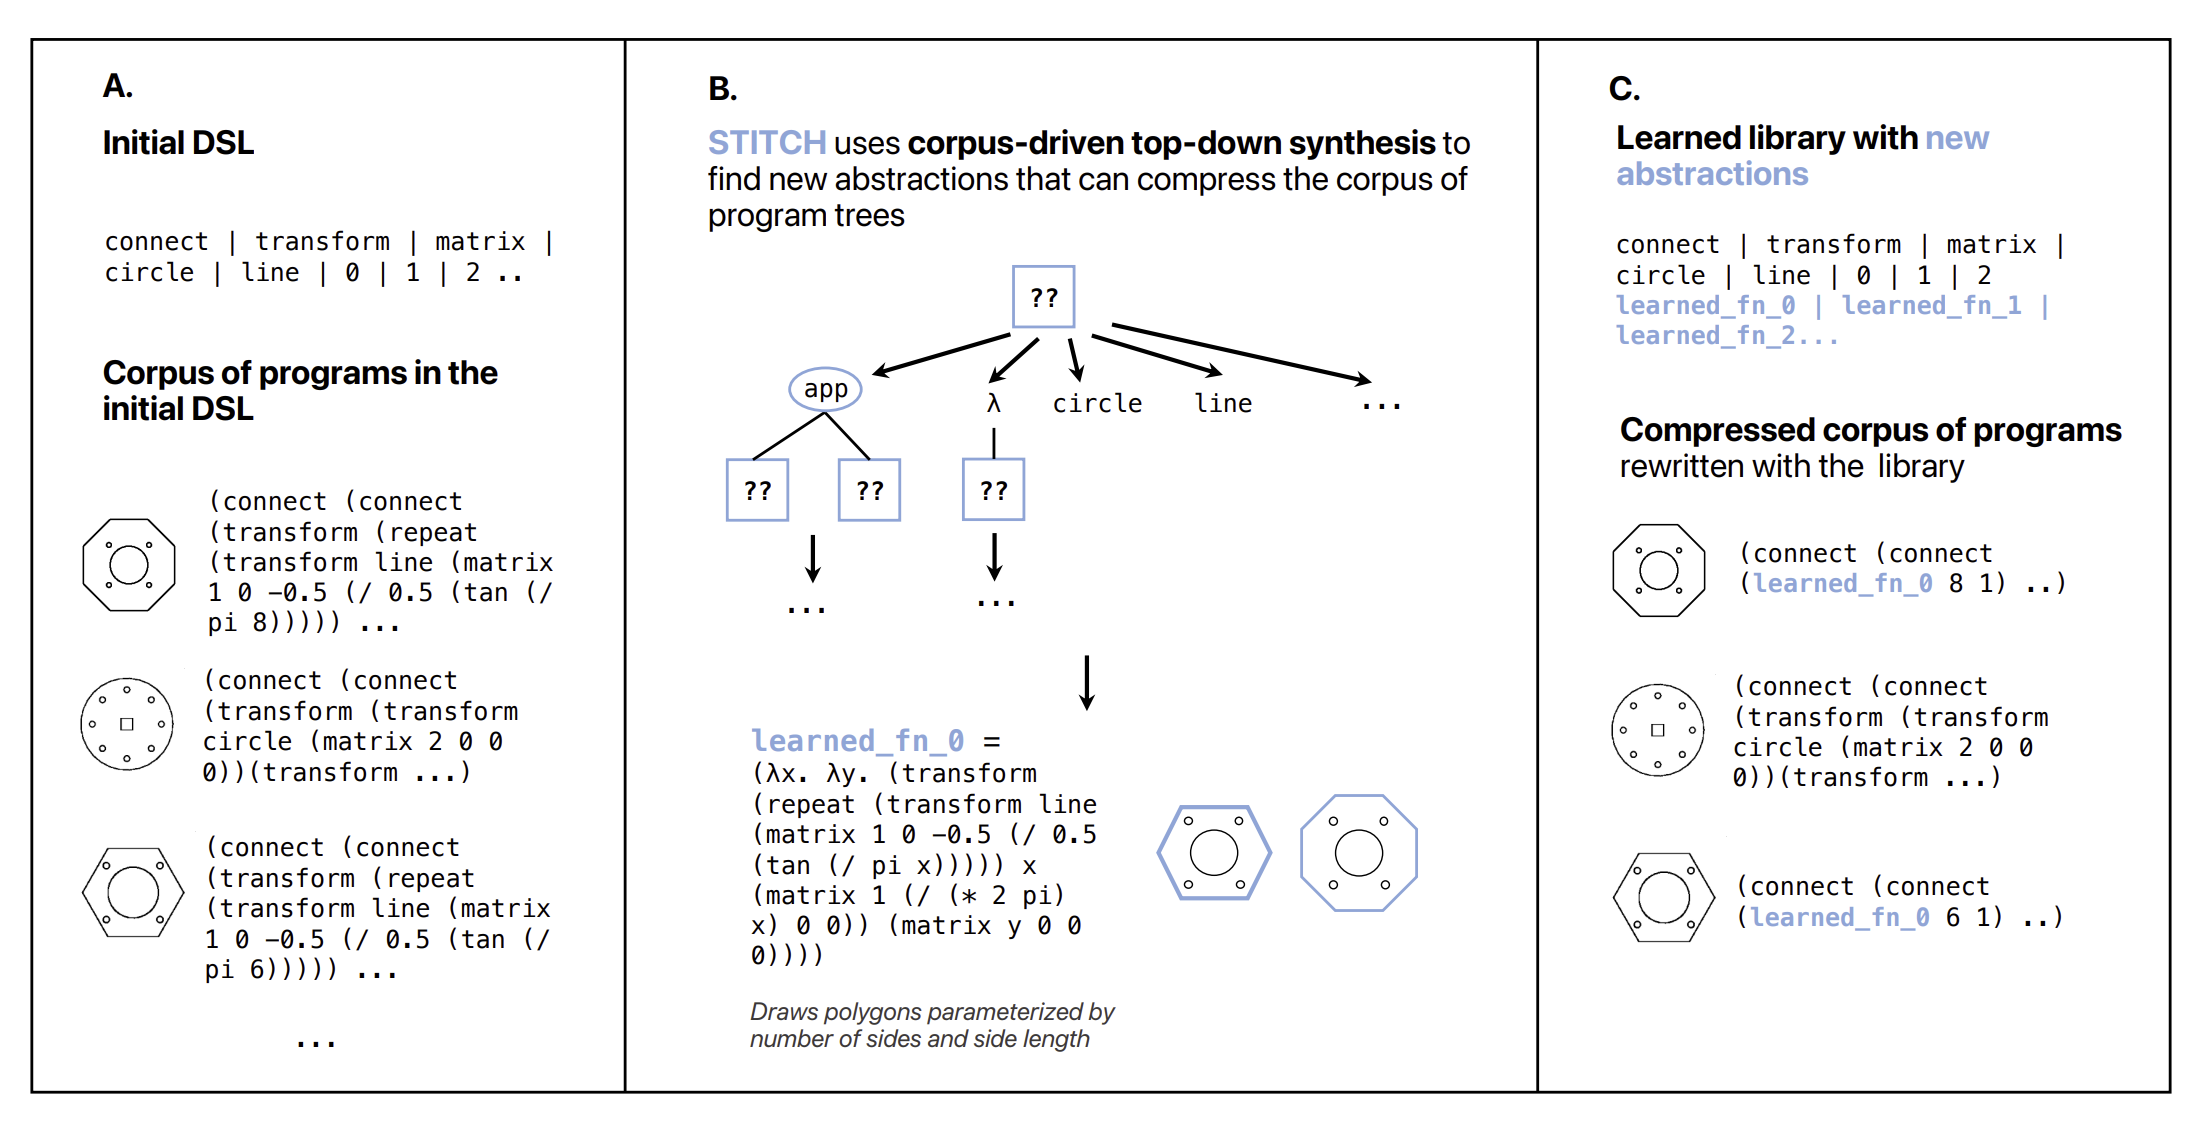 A.
Initial DSL
connect | transform | matrix |
circle | line | 0 | 1 | 2 ..
Corpus of programs in the
initial DSL
(connect (connect
(transform (repeat
(transform line (matrix
1 0 −0.5 (/ 0.5 (tan (/
pi 8))))) ...
(connect (connect
(transform (transform
circle (matrix 2 0 0
0))(transform ...)
(connect (connect
(transform (repeat
(transform line (matrix
1 0 −0.5 (/ 0.5 (tan (/
pi 6))))) ...
...
B.
STITCH uses corpus-driven top-down synthesis to
find new abstractions that can compress the corpus of
program trees
??
app
λ circle line ...
?? ?? ??
... ...
learned_fn_0 =
(λx. λy. (transform
(repeat (transform line
(matrix 1 0 −0.5 (/ 0.5
(tan (/ pi x))))) x
(matrix 1 (/ (* 2 pi)
x) 0 0)) (matrix y 0 0
0))))
Draws polygons parameterized by
number of sides and side length
C.
Learned library with new
abstractions
connect | transform | matrix |
circle | line | 0 | 1 | 2
learned_fn_0 | learned_fn_1 |
learned_fn_2...
Compressed corpus of programs
rewritten with the library
(connect (connect
(learned_fn_0 8 1) ..)
(connect (connect
(transform (transform
circle (matrix 2 0 0
0))(transform ...)
(connect (connect
(learned_fn_0 6 1) ..)